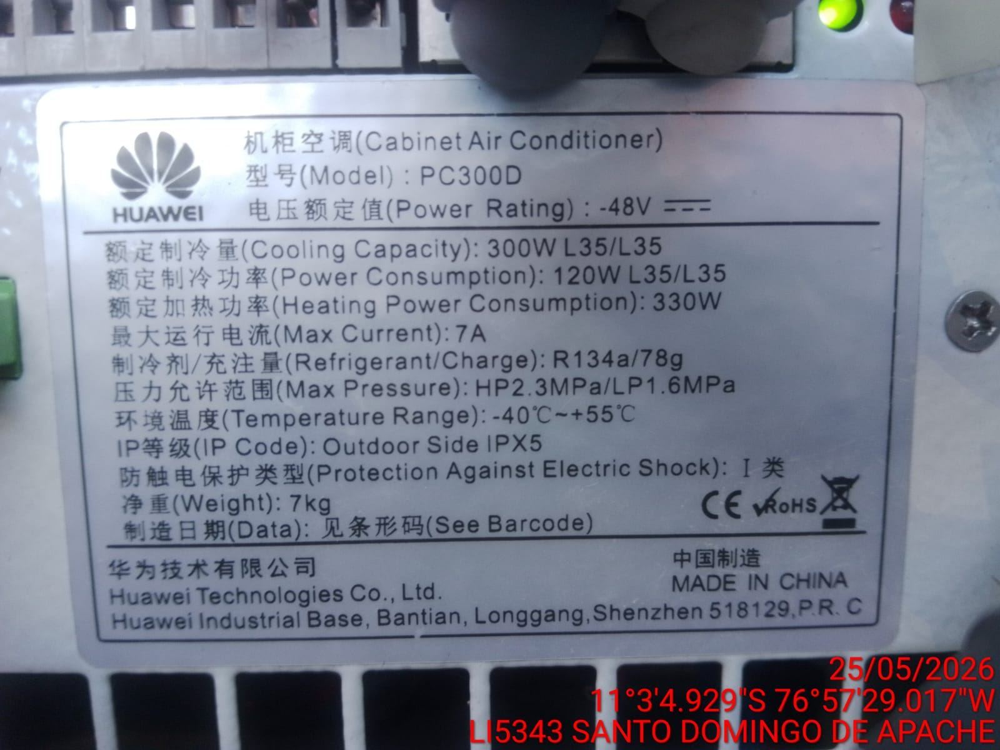 HUAWEI
机柜空调(Cabinet Air Conditioner)
型号(Model) : PC300D
电压额定值(Power Rating) : -48V
额定制冷量(Cooling Capacity): 300W L35/L35
额定制冷功率(Power Consumption): 120W L35/L35
额定加热功率(Heating Power Consumption): 330W
最大运行电流(Max Current): 7A
制冷剂/充注量(Refrigerant/Charge): R134a/78g
压力允许范围(Max Pressure): HP2.3MPa/LP1.6MPa
环境温度(Temperature Range): -40℃~+55℃
IP等级(IP Code): Outdoor Side IPX5
防触电保护类型(Protection Against Electric Shock): I 类
净重(Weight): 7kg
CE RoHS
制造日期(Data): 见条形码(See Barcode)
华为技术有限公司
中国制造
Huawei Technologies Co., Ltd.
MADE IN CHINA
Huawei Industrial Base, Bantian, Longgang,Shenzhen 518129,P.R. C
25/05/2026
11°3'4.929"S 76°57'29.017"W
LI5343 SANTO DOMINGO DE APACHE